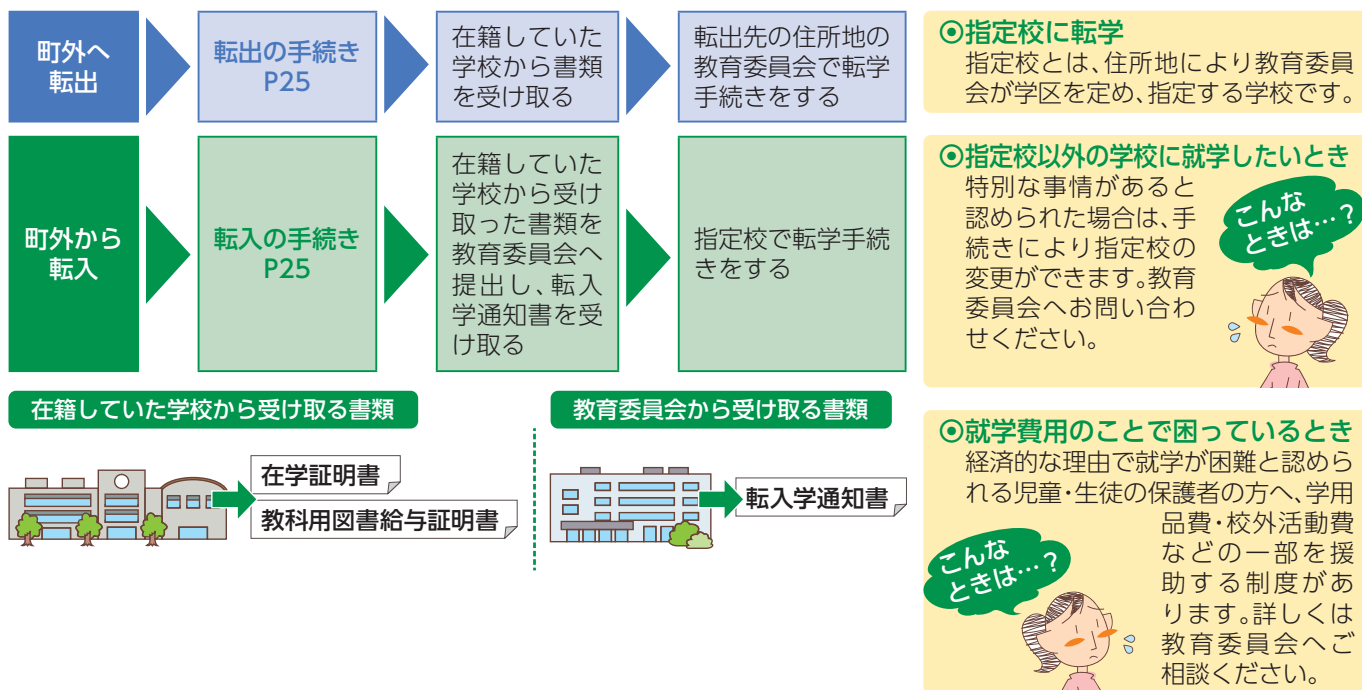 町外へ
転出
転出の手続き
P25
在籍していた
学校から書類
を受け取る
転出先の住所地の
教育委員会で転学
手続きをする
町外から
転入
転入の手続き
P25
在籍していた
学校から受け
取った書類を
教育委員会へ
提出し、転入
学通知書を受
け取る
指定校で転学手続
きをする
在籍していた学校から受け取る書類
在学証明書
教科用図書給与証明書
教育委員会から受け取る書類
転入学通知書
⦿指定校に転学
指定校とは、住所地により教育委員
会が学区を定め、指定する学校です。
⦿指定校以外の学校に就学したいとき
特別な事情があると
認められた場合は、手
続きにより指定校の
変更ができます。教育
委員会へお問い合わ
せください。
こんな
ときは…?
⦿就学費用のことで困っているとき
経済的な理由で就学が困難と認めら
れる児童・生徒の保護者の方へ、学用
品費・校外活動費
などの一部を援
助する制度があ
ります。詳しくは
教育委員会へご
相談ください。
こんな
ときは…?